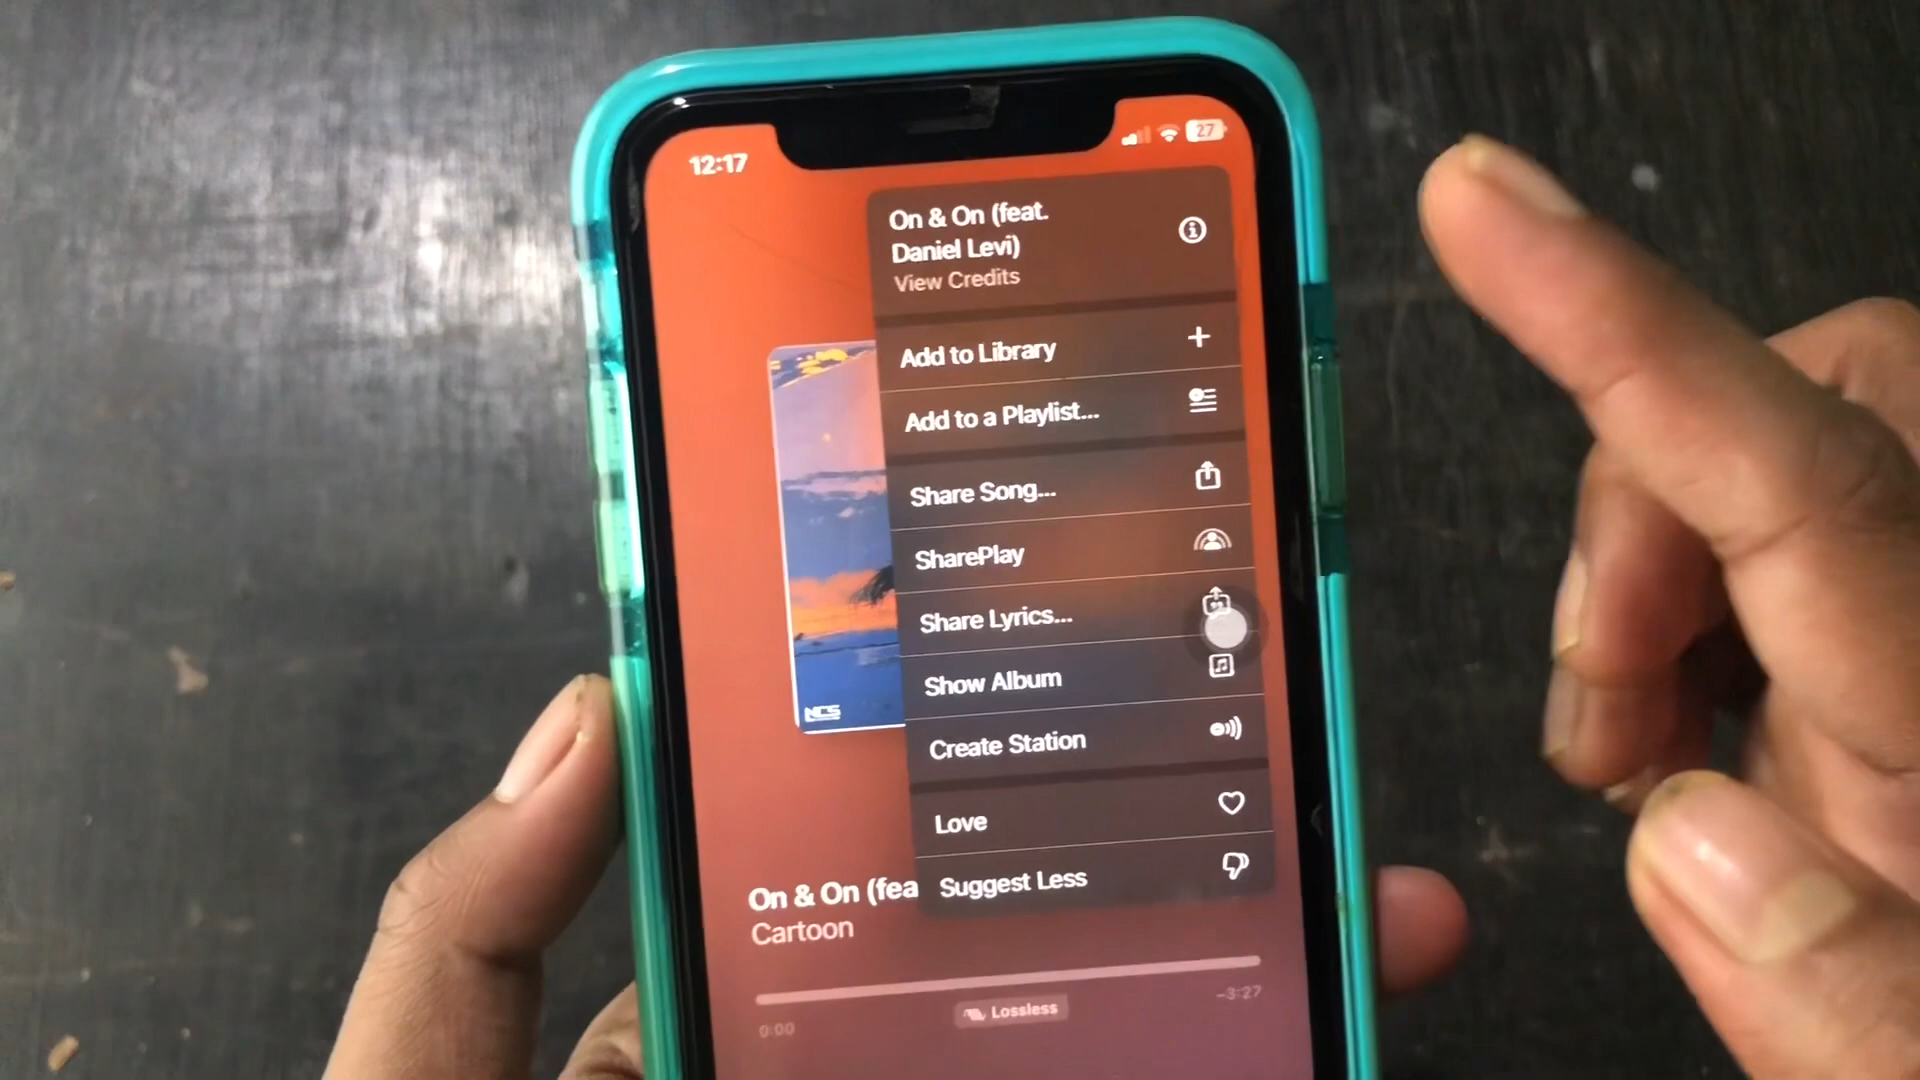 12:17
27
On & On (feat.
Daniel Levi)
View Credits
Add to Library
Add to a Playlist...
Share Song...
SharePlay
Share Lyrics...
Show Album
Create Station
Love
Suggest Less
NCS
On & On (fea
Cartoon
0:00
Lossless
-3:27